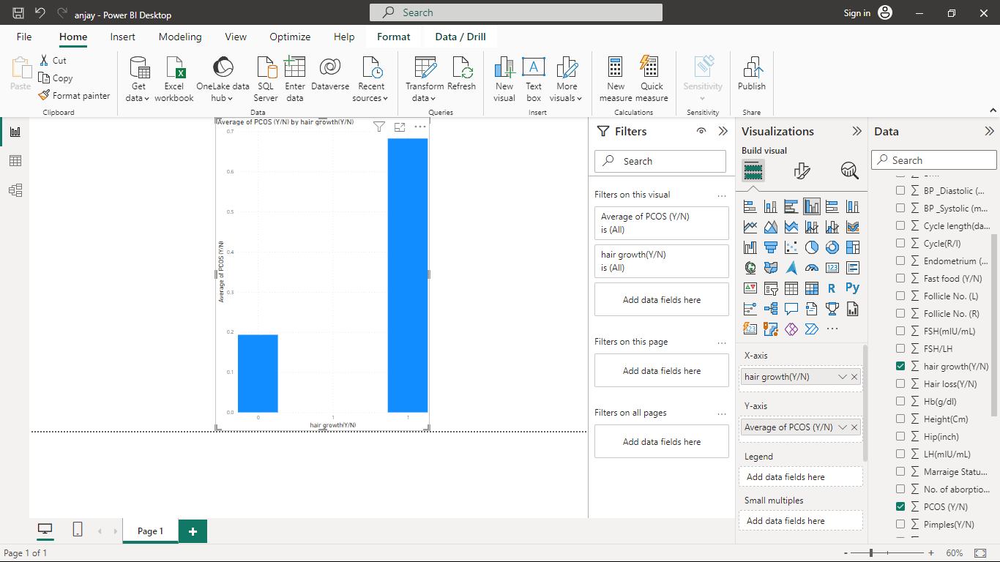 anjay - Power BI Desktop
Search
Sign in
File Home Insert Modeling View Optimize Help Format Data / Drill
Paste
Cut
Copy
Format painter
Clipboard
Get data
Excel workbook
OneLake data hub
SQL Server
Enter data
Dataverse
Recent sources
Data
Transform data
Refresh
Queries
New visual
Text box
More visuals
Insert
New measure
Quick measure
Calculations
Sensitivity
Sensitivity
Publish
Share
Average of PCOS (Y/N) by hair growth(Y/N)
0.7
0.6
0.5
0.4
0.3
0.2
0.1
0.0
Average of PCOS (Y/N)
0 1 1
hair growth(Y/N)
Filters
Search
Filters on this visual
Average of PCOS (Y/N)
is (All)
hair growth(Y/N)
is (All)
Add data fields here
Filters on this page
Add data fields here
Filters on all pages
Add data fields here
Visualizations
Build visual
123
R
Py
123
X-axis
hair growth(Y/N)
Y-axis
Average of PCOS (Y/N)
Legend
Add data fields here
Small multiples
Add data fields here
Data
Search
BP _Diastolic (...
BP _Systolic (m...
Cycle length(da...
Cycle(R/I)
Endometrium (...
Fast food (Y/N)
Follicle No. (L)
Follicle No. (R)
FSH(mIU/mL)
FSH/LH
hair growth(Y/N)
Hair loss(Y/N)
Hb(g/dl)
Height(Cm)
Hip(inch)
LH(mIU/mL)
Marraige Statu...
No. of aborptio...
PCOS (Y/N)
Pimples(Y/N)
Page 1
Page 1 of 1
60%